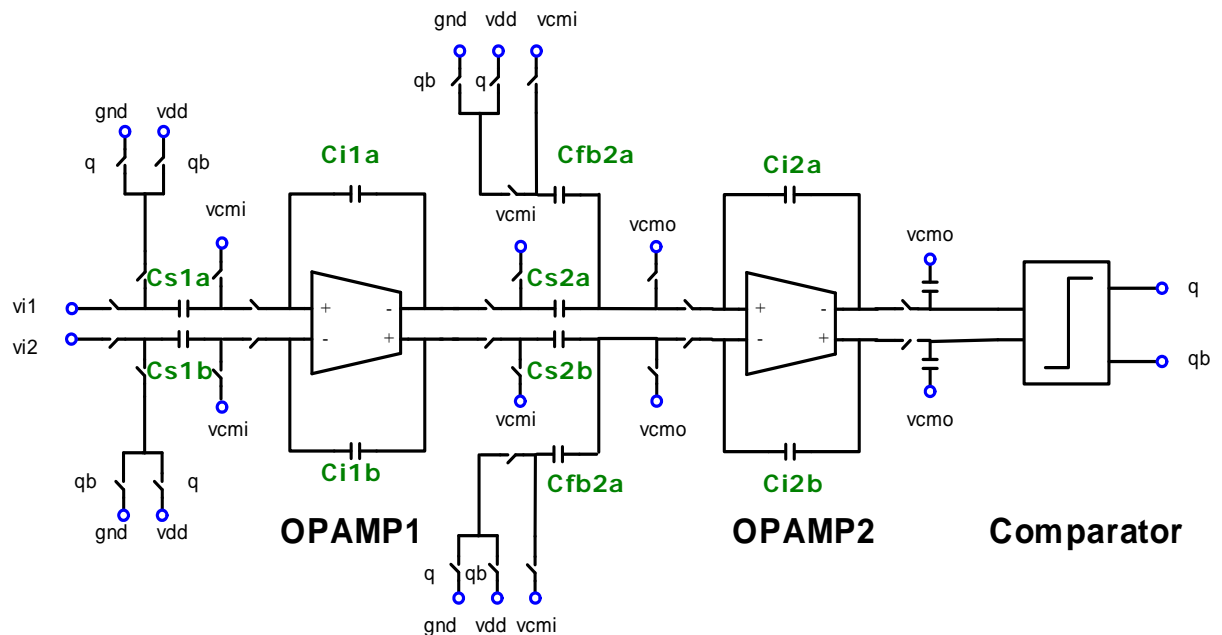 gnd vdd vcmi
qb q
gnd vdd
q qb
Ci1a Cfb2a Ci2a
vcmi vcmi vcmo vcmo
Cs1a Cs2a
vi1 + - + - q
vi2 - + - + qb
Cs1b Cs2b
vcmi vcmi vcmo vcmo
Ci1b Cfb2a Ci2b
qb q
gnd vdd
OPAMP1 OPAMP2 Comparator
q qb
gnd vdd vcmi